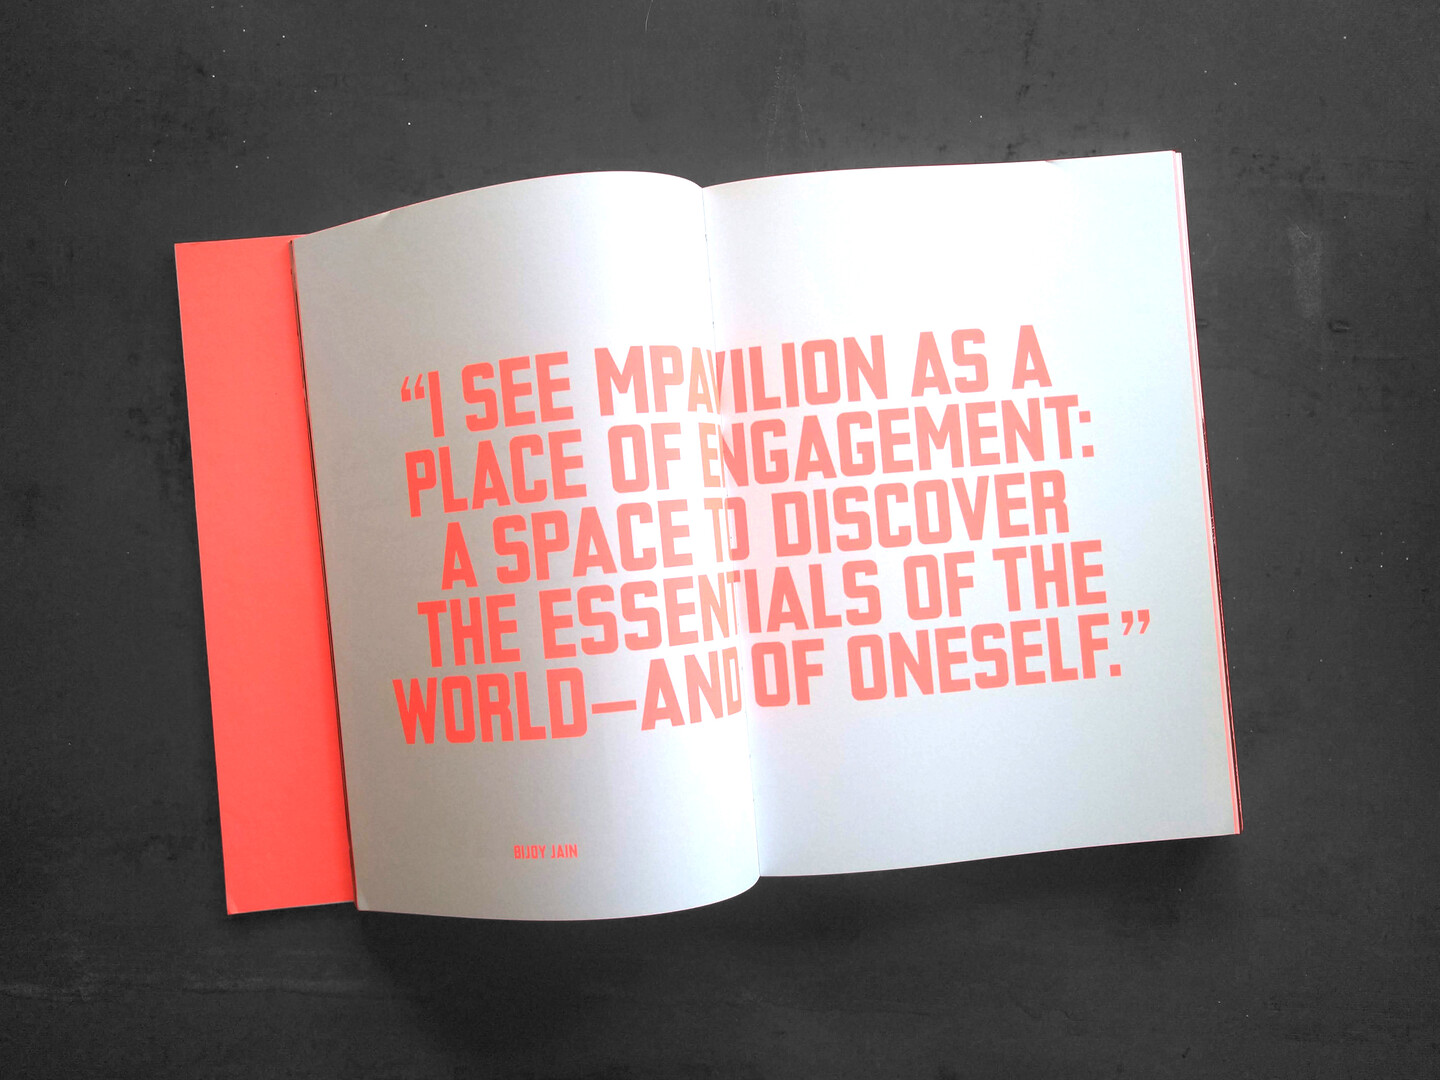 “I SEE MPAVILION AS A
PLACE OF ENGAGEMENT:
A SPACE TO DISCOVER
THE ESSENTIALS OF THE
WORLD—AND OF ONESELF.”
BIJOY JAIN